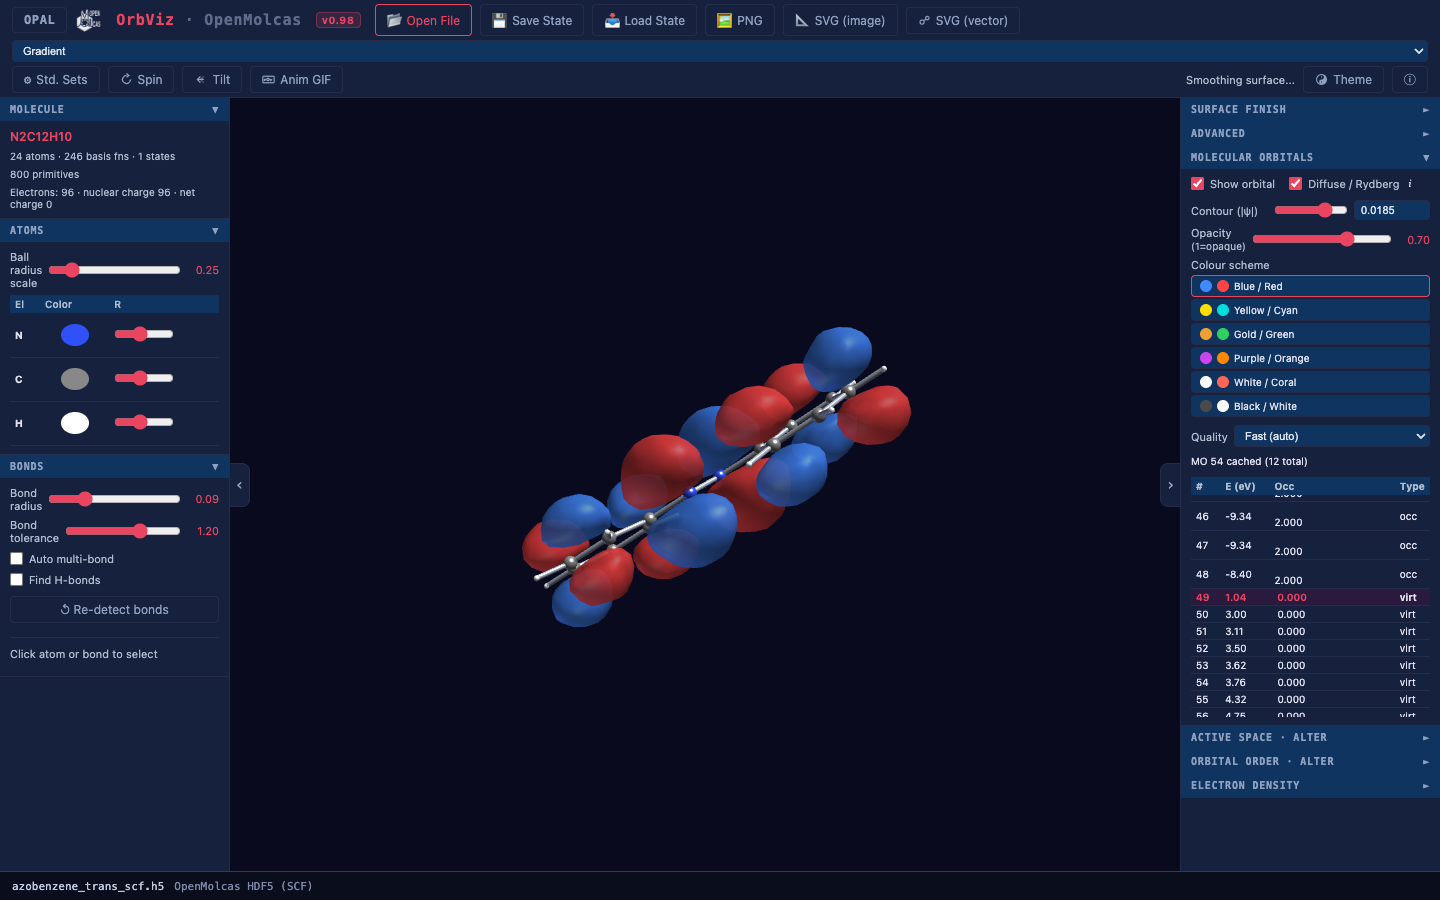 OPAL
OrbViz · OpenMolcas
v0.98
Open File
Save State
Load State
PNG
SVG (image)
SVG (vector)
Gradient
Std. Sets
Spin
Tilt
Anim GIF
Smoothing surface...
Theme
MOLECULE
N2C12H10
24 atoms · 246 basis fns · 1 states
800 primitives
Electrons: 96 · nuclear charge 96 · net
charge 0
ATOMS
Ball
radius
scale
0.25
El Color R
N
C
H
BONDS
Bond
radius
0.09
Bond
tolerance
1.20
Auto multi-bond
Find H-bonds
Re-detect bonds
Click atom or bond to select
SURFACE FINISH
ADVANCED
MOLECULAR ORBITALS
Show orbital
Diffuse / Rydberg i
Contour (|ψ|)
0.0185
Opacity
(1=opaque)
0.70
Colour scheme
Blue / Red
Yellow / Cyan
Gold / Green
Purple / Orange
White / Coral
Black / White
Quality
Fast (auto)
MO 54 cached (12 total)
# E (eV) Occ Type
46 -9.34 2.000 occ
47 -9.34 2.000 occ
48 -8.40 2.000 occ
49 1.04 0.000 virt
50 3.00 0.000 virt
51 3.11 0.000 virt
52 3.50 0.000 virt
53 3.62 0.000 virt
54 3.76 0.000 virt
55 4.32 0.000 virt
56 4.75 0.000 virt
ACTIVE SPACE · ALTER
ORBITAL ORDER · ALTER
ELECTRON DENSITY
azobenzene_trans_scf.h5 OpenMolcas HDF5 (SCF)